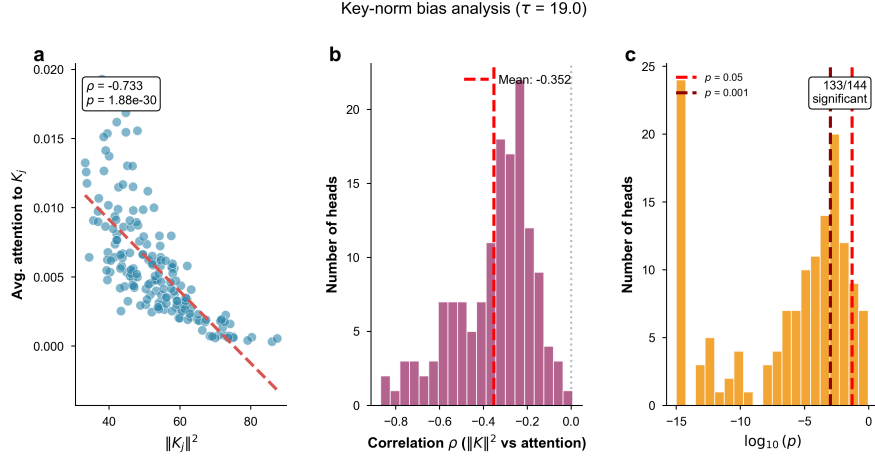 Key-norm bias analysis (τ = 19.0)
a
ρ = -0.733
p = 1.88e-30
0.020
0.015
0.010
0.005
0.000
Avg. attention to Kⱼ
40
60
80
‖Kⱼ‖²
b
Mean: -0.352
20
15
10
5
0
Number of heads
−0.8
−0.6
−0.4
−0.2
0.0
Correlation ρ (‖K‖² vs attention)
c
p = 0.05
p = 0.001
133/144
significant
25
20
15
10
5
0
Number of heads
−15
−10
−5
0
log₁₀(p)